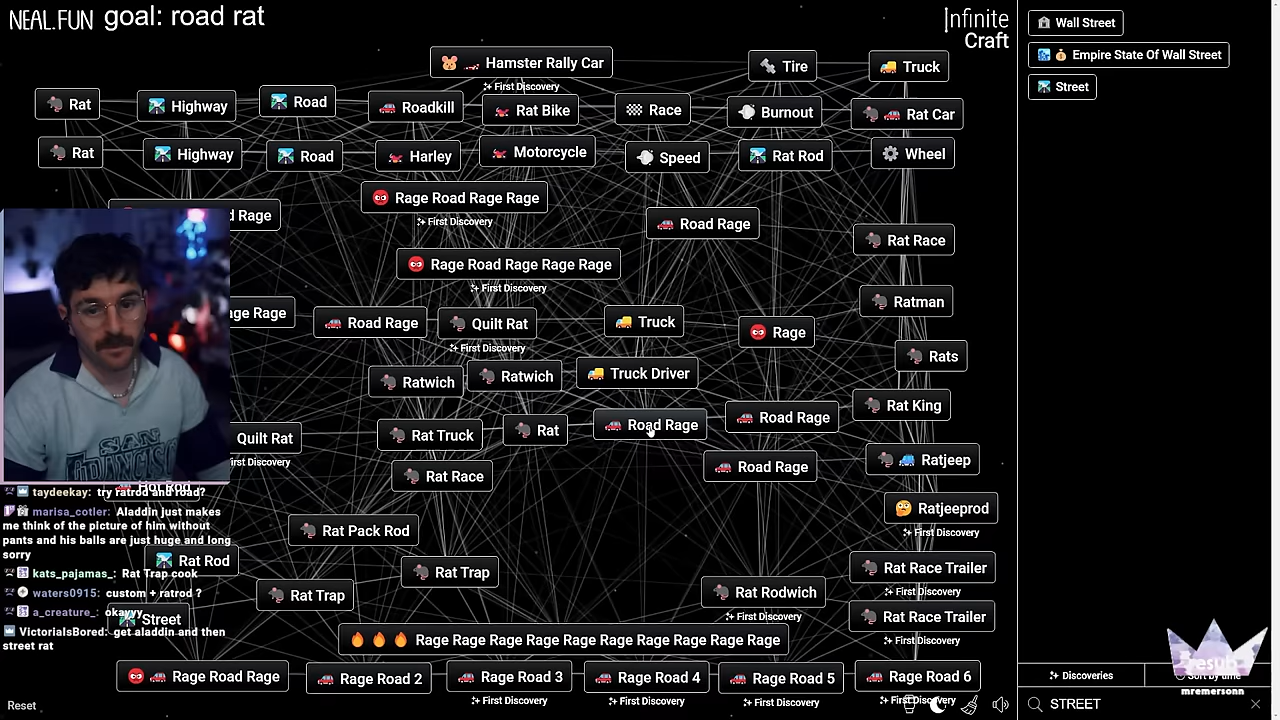 NEAL.FUN goal: road rat
Infinite Craft
Hamster Rally Car
First Discovery
Tire
Truck
Rat
Highway
Road
Roadkill
Rat Bike
Race
Burnout
Rat Car
Rat
Highway
Road
Harley
Motorcycle
Speed
Rat Rod
Wheel
d Rage
Rage Road Rage Rage
First Discovery
Road Rage
Rat Race
Rage Road Rage Rage Rage
First Discovery
Ratman
ge Rage
Road Rage
Quilt Rat
First Discovery
Truck
Rage
Rats
Ratwich
Ratwich
Truck Driver
Rat King
Quilt Rat
irst Discovery
Rat Truck
Rat
Road Rage
Road Rage
Rat Race
Road Rage
Ratjeep
Ratjeeprod
First Discovery
Rat Pack Rod
Rat Rod
Rat Trap
Rat Trap
Rat Rodwich
First Discovery
Rat Race Trailer
First Discovery
Rat Race Trailer
First Discovery
Street
Rage Rage Rage Rage Rage Rage Rage Rage Rage Rage
Rage Road Rage
Rage Road 2
Rage Road 3
First Discovery
Rage Road 4
First Discovery
Rage Road 5
First Discovery
Rage Road 6
First Discovery
Reset
taydeekay: try ratrod and road?
marisa_cotler: Aladdin just makes
me think of the picture of him without
pants and his balls are just huge and long
sorry
kats_pajamas_: Rat Trap cook
waters0915: custom + ratrod ?
a_creature_: okayyy
VictoriaIsBored: get aladdin and then
street rat
SAN
Wall Street
Empire State Of Wall Street
Street
Discoveries
Sort by time
STREET
resub
mremersonn